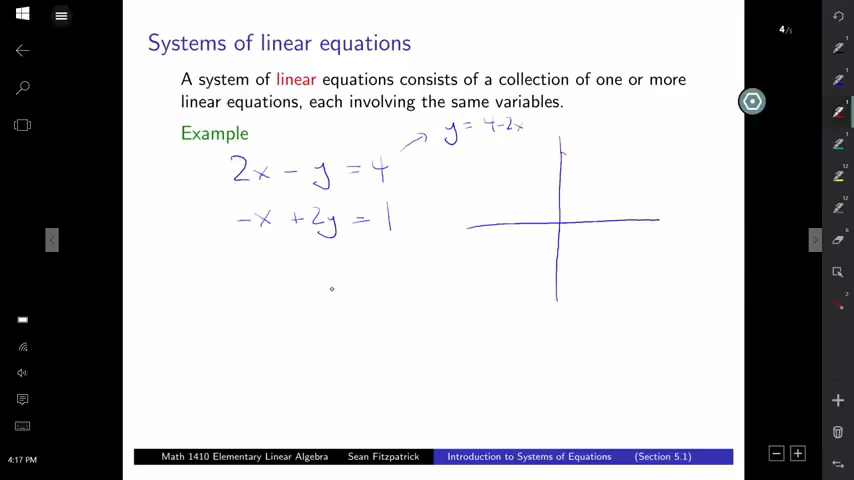 4/5
Systems of linear equations
A system of linear equations consists of a collection of one or more
linear equations, each involving the same variables.
Example
y = 4-2x
2x - y = 4
-x + 2y = 1
4:17 PM
Math 1410 Elementary Linear Algebra Sean Fitzpatrick Introduction to Systems of Equations (Section 5.1)